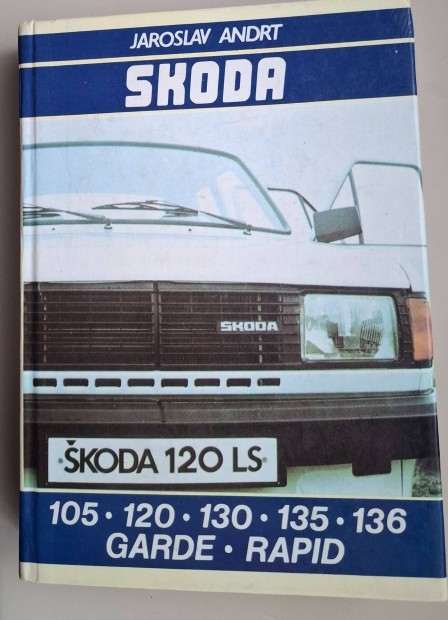 JAROSLAV ANDRT
SKODA
SKODA
ŠKODA 120 LS
105 • 120 • 130 • 135 • 136
GARDE • RAPID